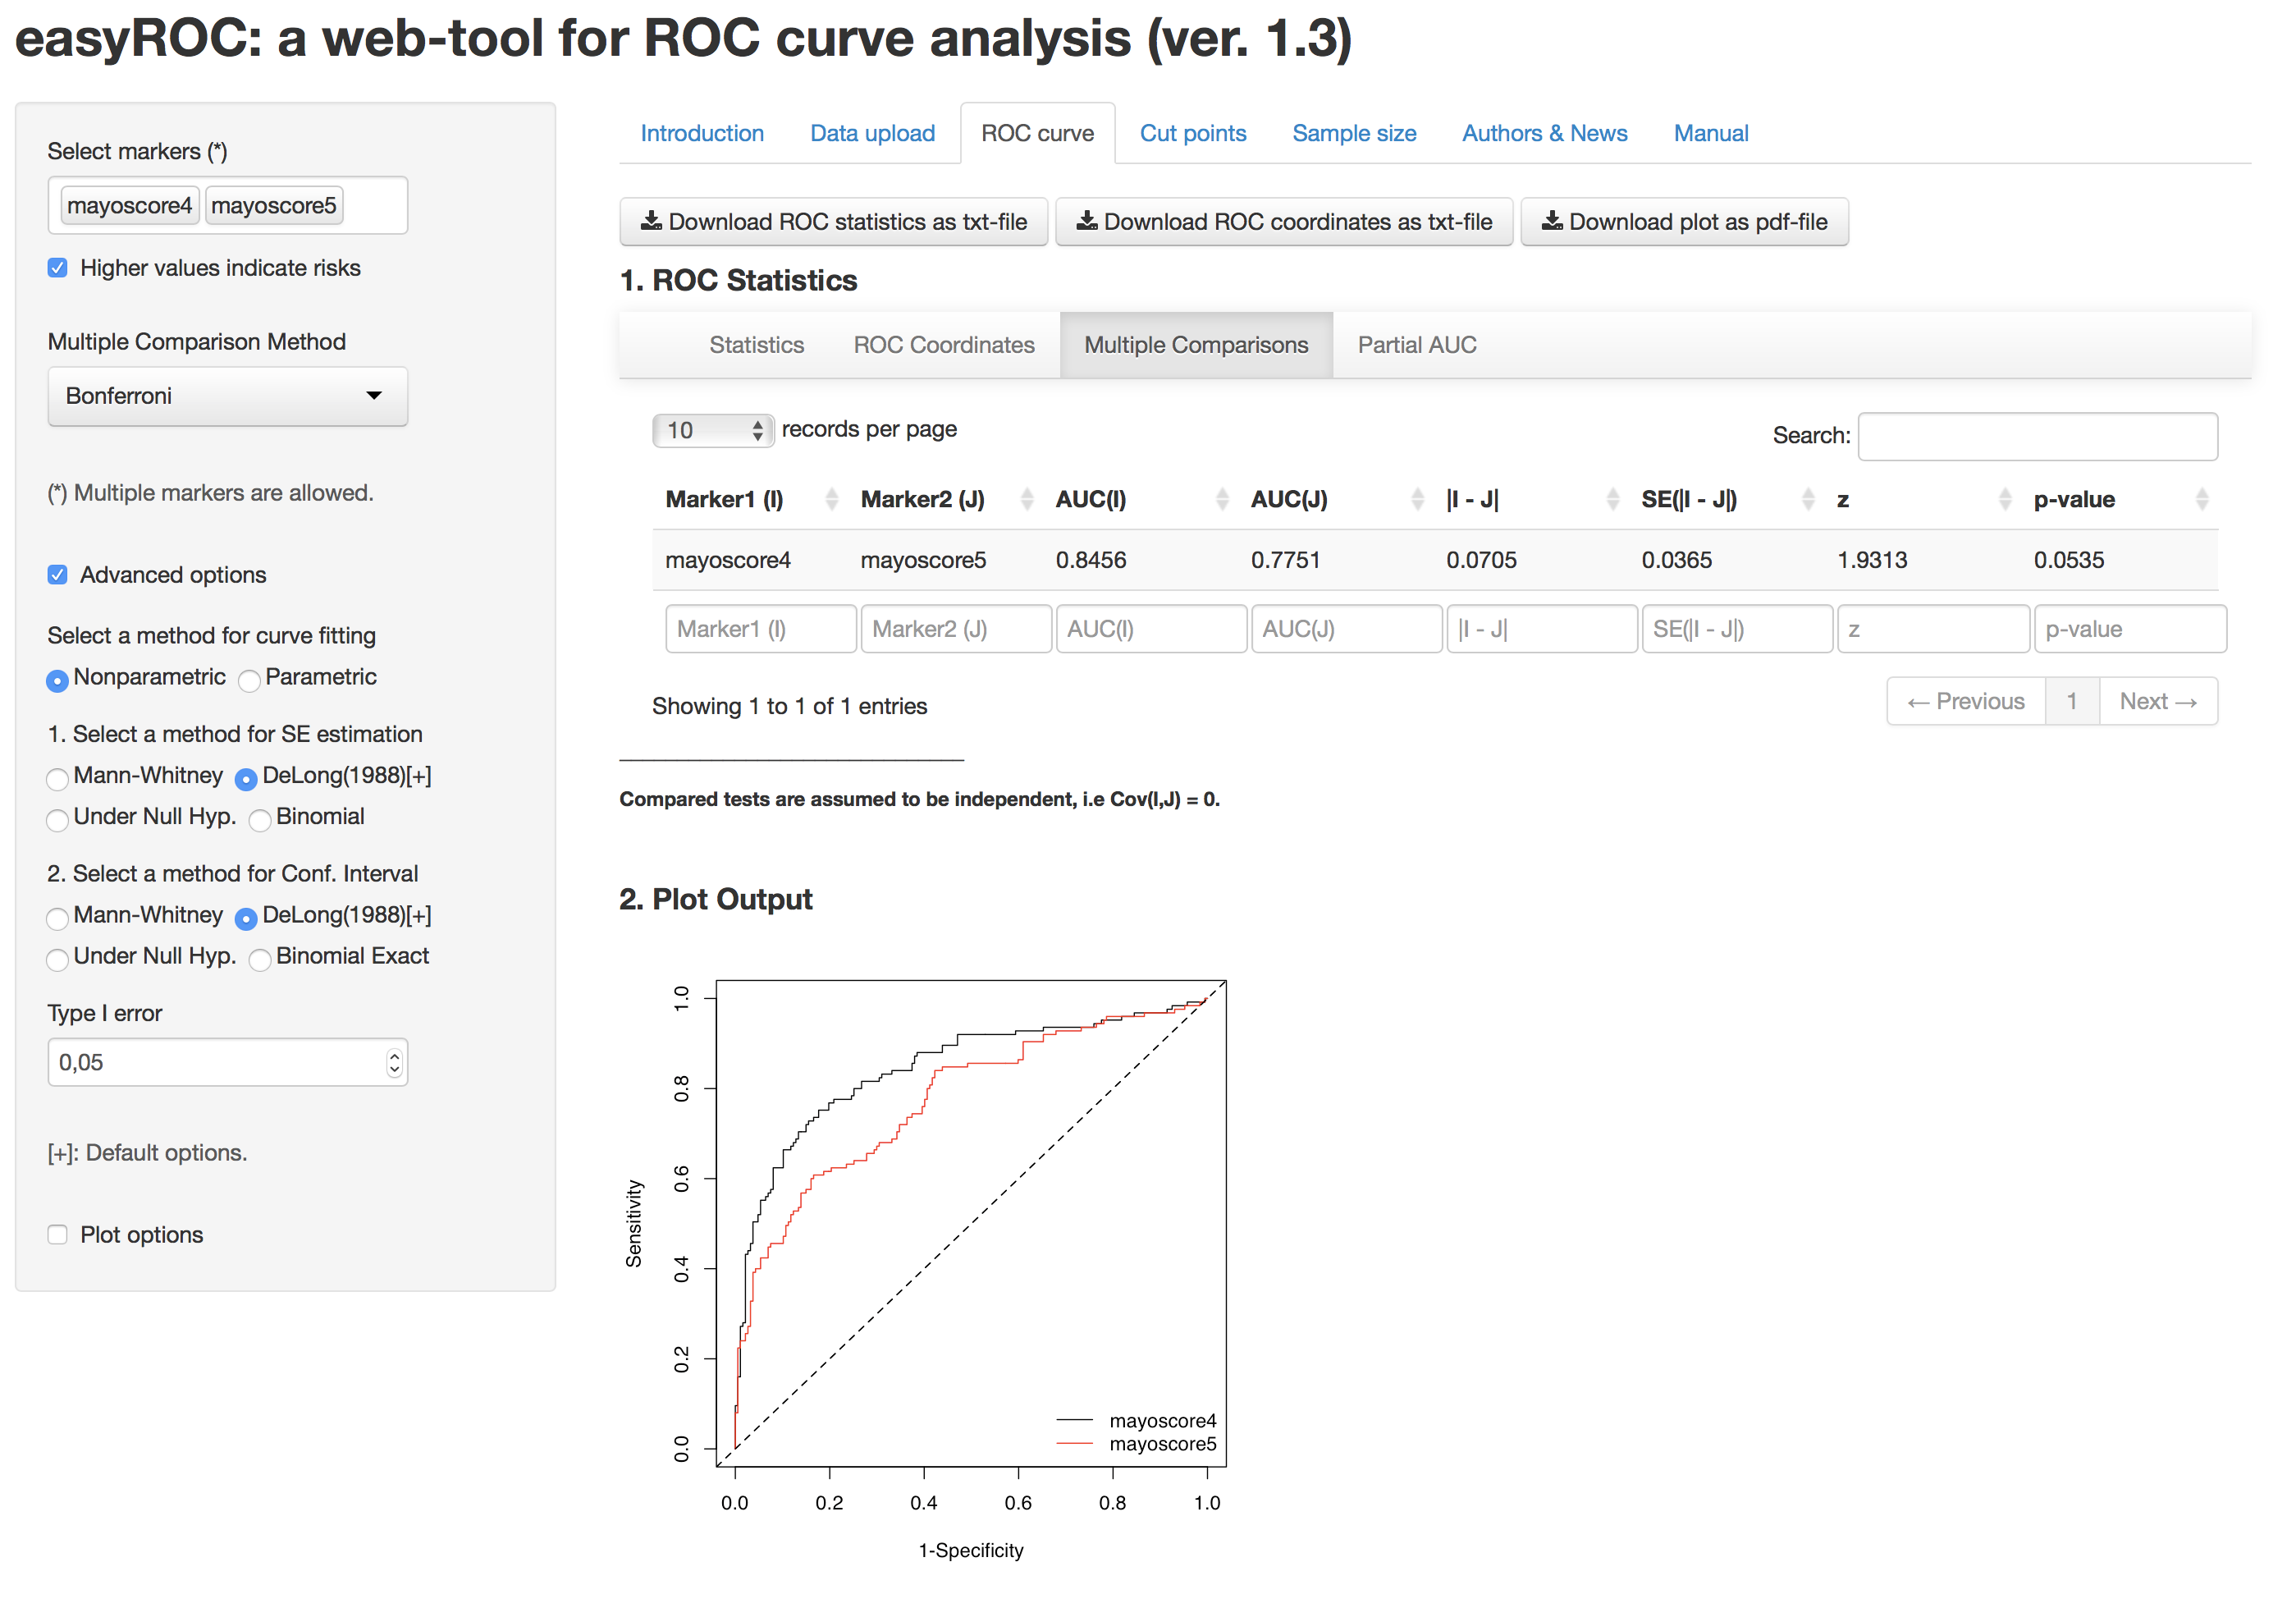 easyROC: a web-tool for ROC curve analysis (ver. 1.3)
Select markers (*)
mayoscore4 mayoscore5
Higher values indicate risks
Multiple Comparison Method
Bonferroni
(*) Multiple markers are allowed.
Advanced options
Select a method for curve fitting
Nonparametric Parametric
1. Select a method for SE estimation
Mann-Whitney DeLong(1988)[+]
Under Null Hyp. Binomial
2. Select a method for Conf. Interval
Mann-Whitney DeLong(1988)[+]
Under Null Hyp. Binomial Exact
Type I error
0,05
[+]: Default options.
Plot options
Introduction Data upload ROC curve Cut points Sample size Authors & News Manual
Download ROC statistics as txt-file Download ROC coordinates as txt-file Download plot as pdf-file
1. ROC Statistics
Statistics ROC Coordinates Multiple Comparisons Partial AUC
10 records per page Search:
Marker1 (I) Marker2 (J) AUC(I) AUC(J) |I - J| SE(|I - J|) z p-value
mayoscore4 mayoscore5 0.8456 0.7751 0.0705 0.0365 1.9313 0.0535
Marker1 (I) Marker2 (J) AUC(I) AUC(J) |I - J| SE(|I - J|) z p-value
Showing 1 to 1 of 1 entries
← Previous 1 Next →
Compared tests are assumed to be independent, i.e Cov(I,J) = 0.
2. Plot Output
Sensitivity
1.0
0.8
0.6
0.4
0.2
0.0
mayoscore4
mayoscore5
0.0 0.2 0.4 0.6 0.8 1.0
1-Specificity